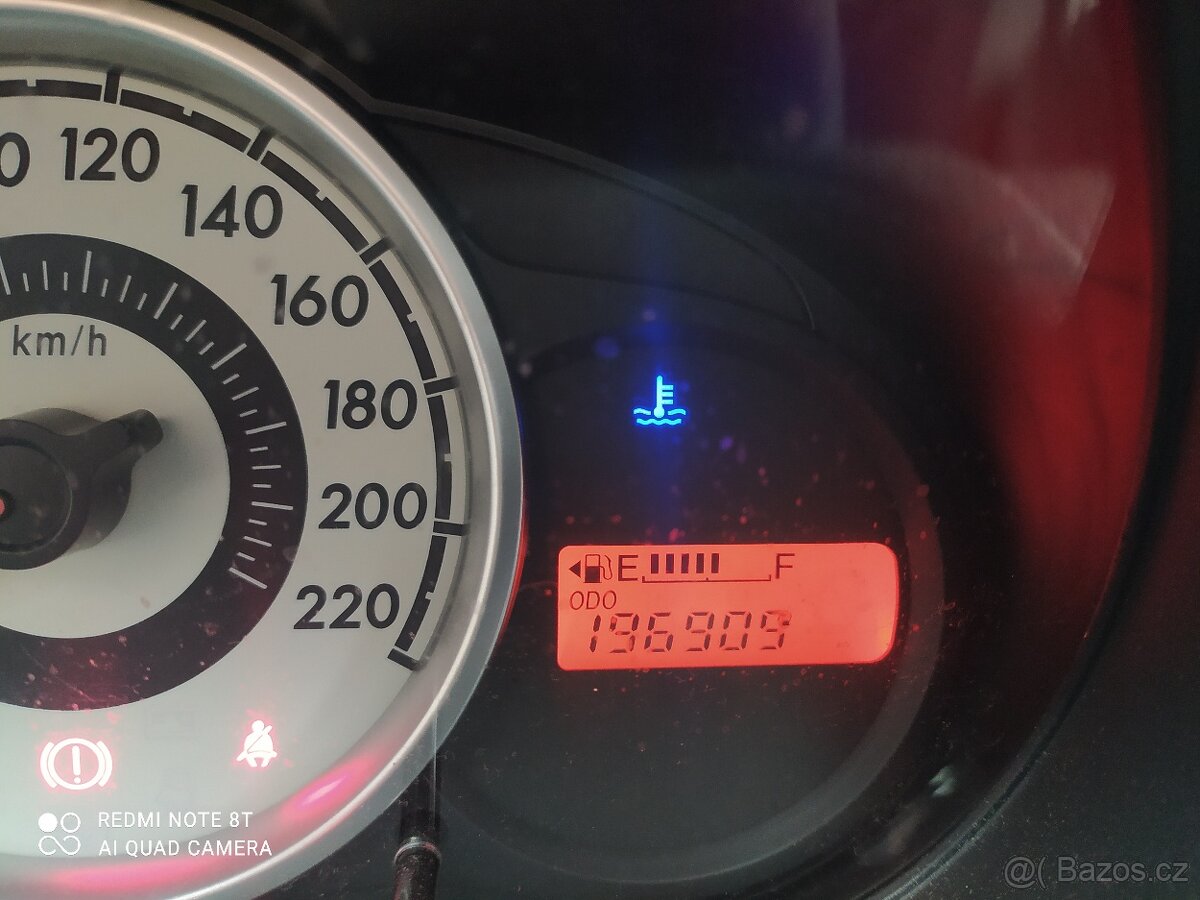 120
140
160
km/h
180
200
220
E F
ODO
196909
REDMI NOTE 8T
AI QUAD CAMERA
@( Bazos.cz